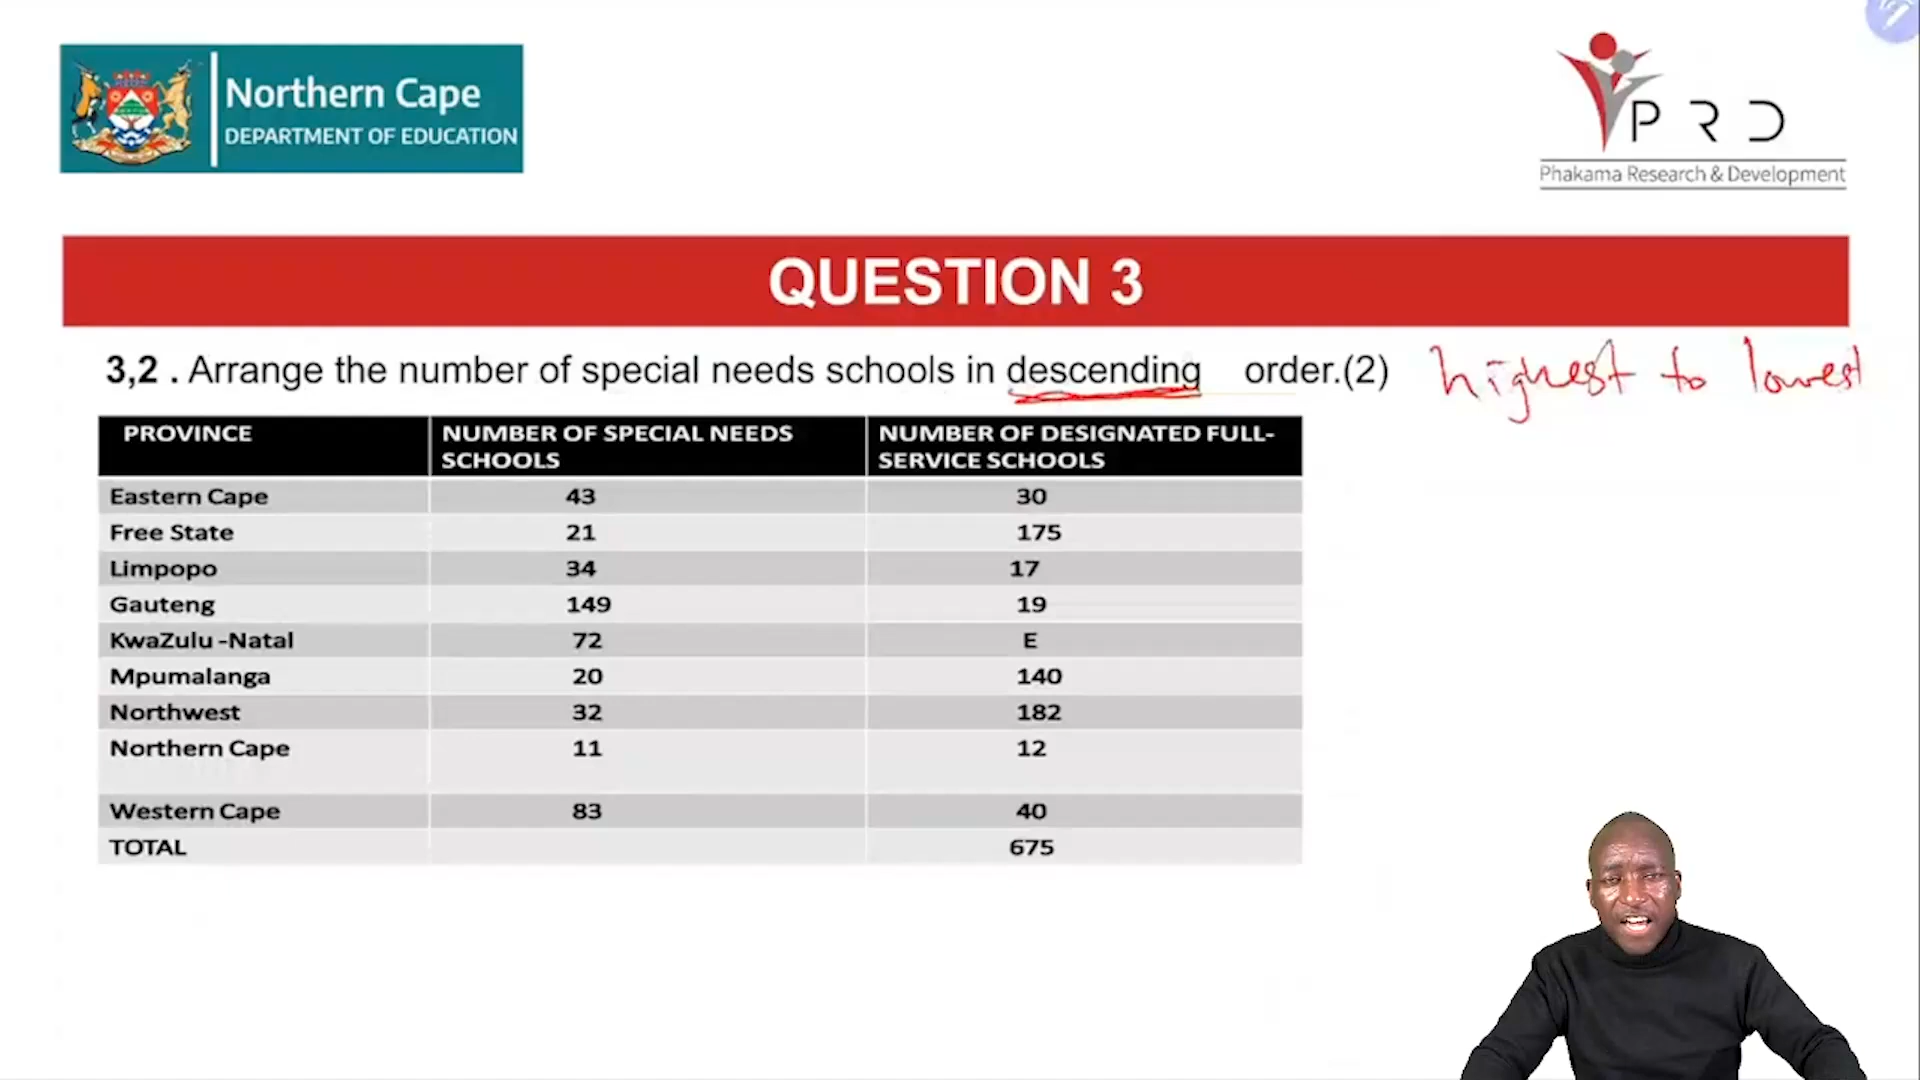 Northern Cape
DEPARTMENT OF EDUCATION
PRD
Phakama Research & Development
QUESTION 3
3,2 . Arrange the number of special needs schools in descending order.(2) highest to lowest
PROVINCE NUMBER OF SPECIAL NEEDS SCHOOLS NUMBER OF DESIGNATED FULL-SERVICE SCHOOLS
Eastern Cape 43 30
Free State 21 175
Limpopo 34 17
Gauteng 149 19
KwaZulu -Natal 72 E
Mpumalanga 20 140
Northwest 32 182
Northern Cape 11 12
Western Cape 83 40
TOTAL 675